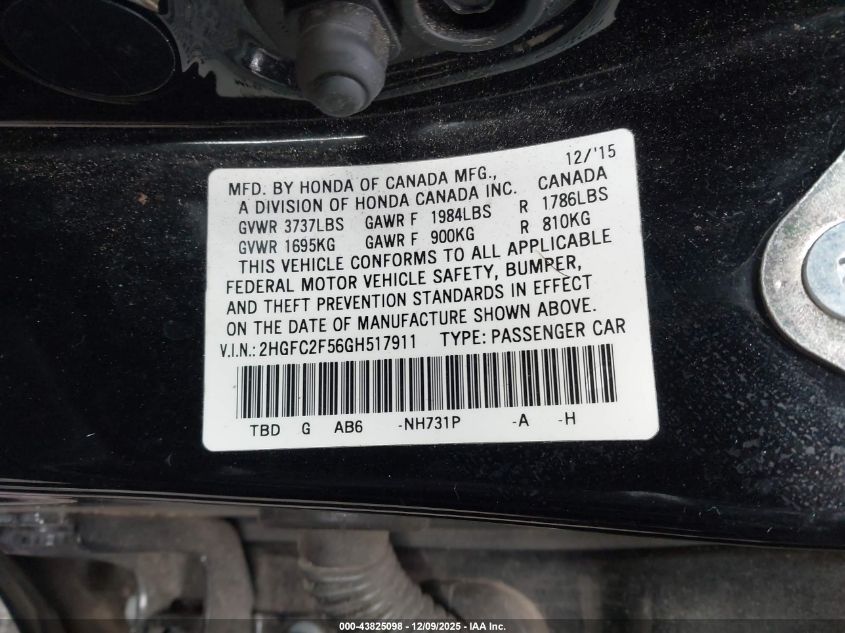 12/'15
MFD. BY HONDA OF CANADA MFG.,
A DIVISION OF HONDA CANADA INC. CANADA
GVWR 3737LBS GAWR F 1984LBS R 1786LBS
GVWR 1695KG GAWR F 900KG R 810KG
THIS VEHICLE CONFORMS TO ALL APPLICABLE
FEDERAL MOTOR VEHICLE SAFETY, BUMPER,
AND THEFT PREVENTION STANDARDS IN EFFECT
ON THE DATE OF MANUFACTURE SHOWN ABOVE.
V.I.N.: 2HGFC2F56GH517911 TYPE: PASSENGER CAR
TBD G AB6 -NH731P -A -H
000-43825098 - 12/09/2025 - IAA Inc.